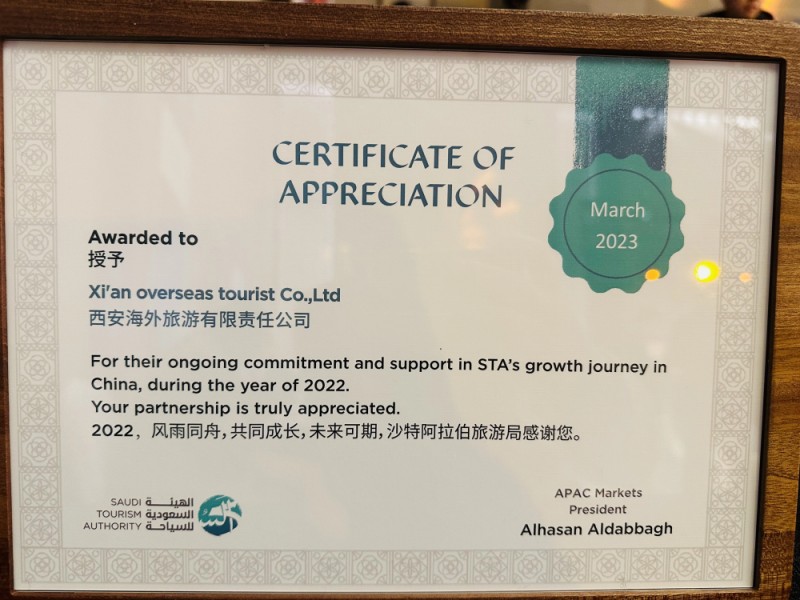 CERTIFICATE OF
APPRECIATION
March
2023
Awarded to
授予
Xi'an overseas tourist Co.,Ltd
西安海外旅游有限责任公司
For their ongoing commitment and support in STA's growth journey in
China, during the year of 2022.
Your partnership is truly appreciated.
2022，风雨同舟，共同成长，未来可期，沙特阿拉伯旅游局感谢您。
SAUDI الهيئة
TOURISM السعودية
AUTHORITY للسياحة
APAC Markets
President
Alhasan Aldabbagh